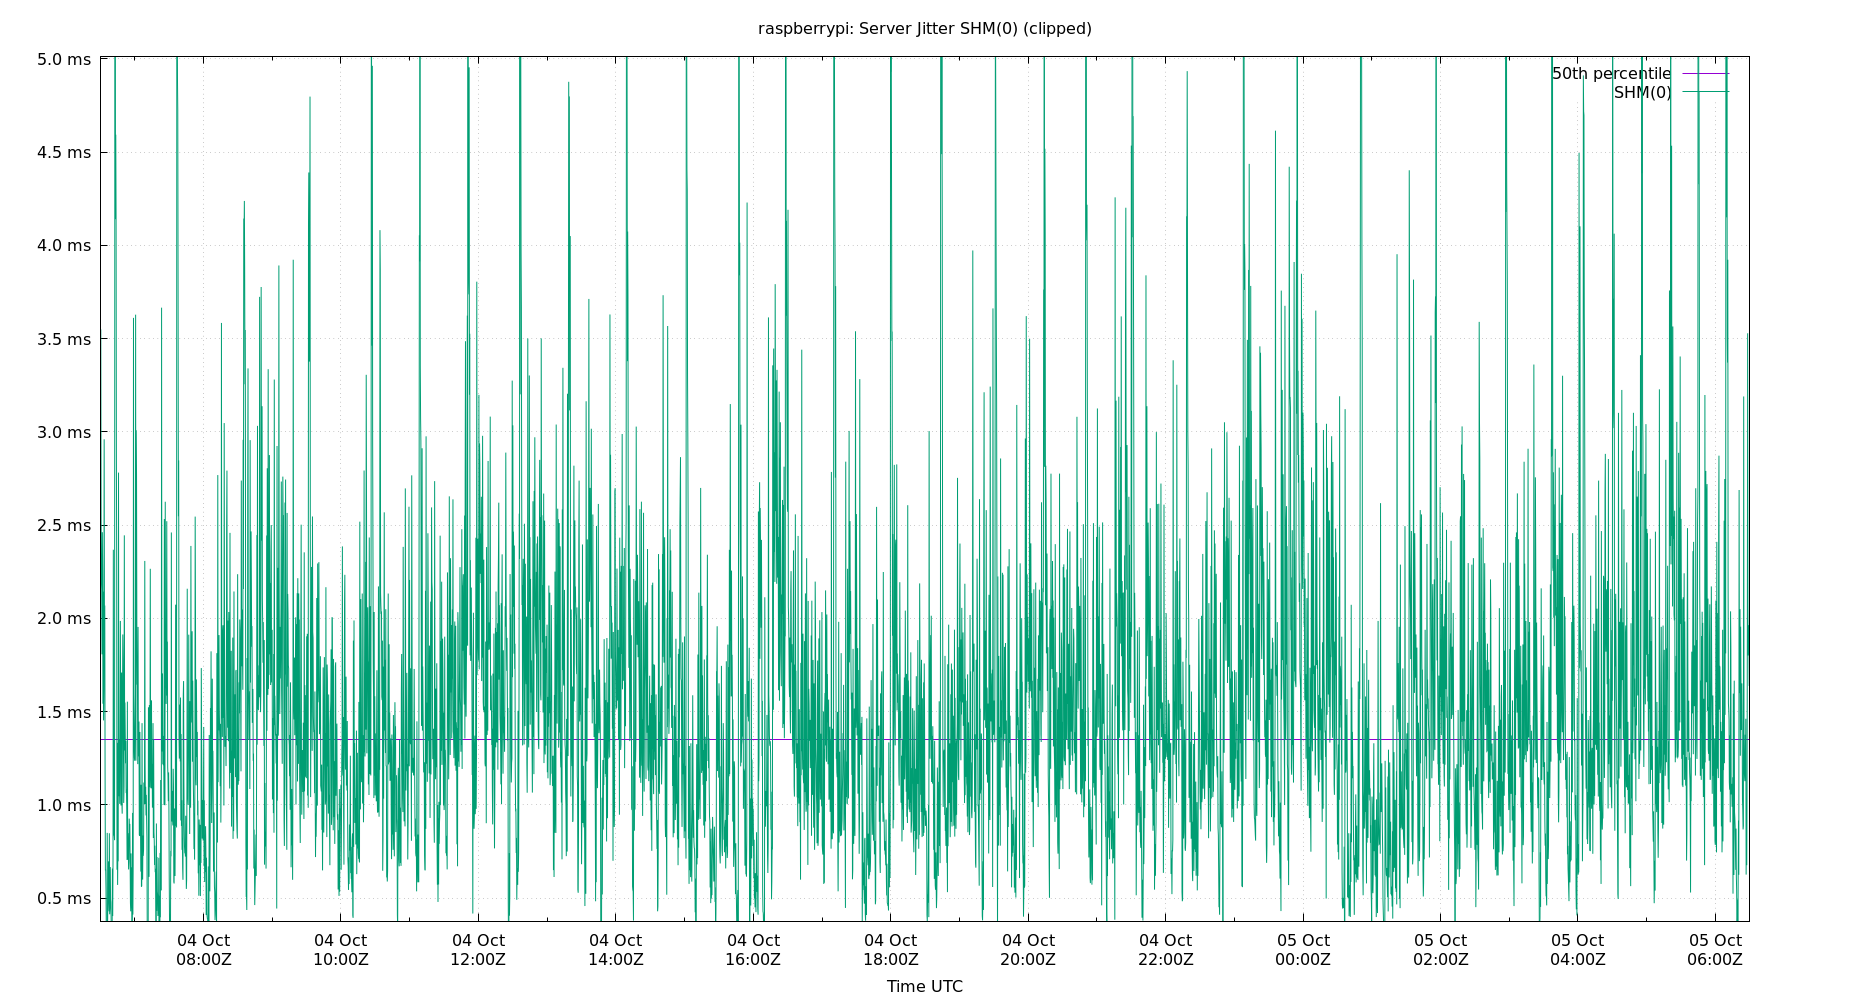 raspberrypi: Server Jitter SHM(0) (clipped)
5.0 ms
50th percentile
SHM(0)
4.5 ms
4.0 ms
3.5 ms
3.0 ms
2.5 ms
2.0 ms
1.5 ms
1.0 ms
0.5 ms
04 Oct 04 Oct 04 Oct 04 Oct 04 Oct 04 Oct 04 Oct 04 Oct 05 Oct 05 Oct 05 Oct 05 Oct
08:00Z 10:00Z 12:00Z 14:00Z 16:00Z 18:00Z 20:00Z 22:00Z 00:00Z 02:00Z 04:00Z 06:00Z
Time UTC